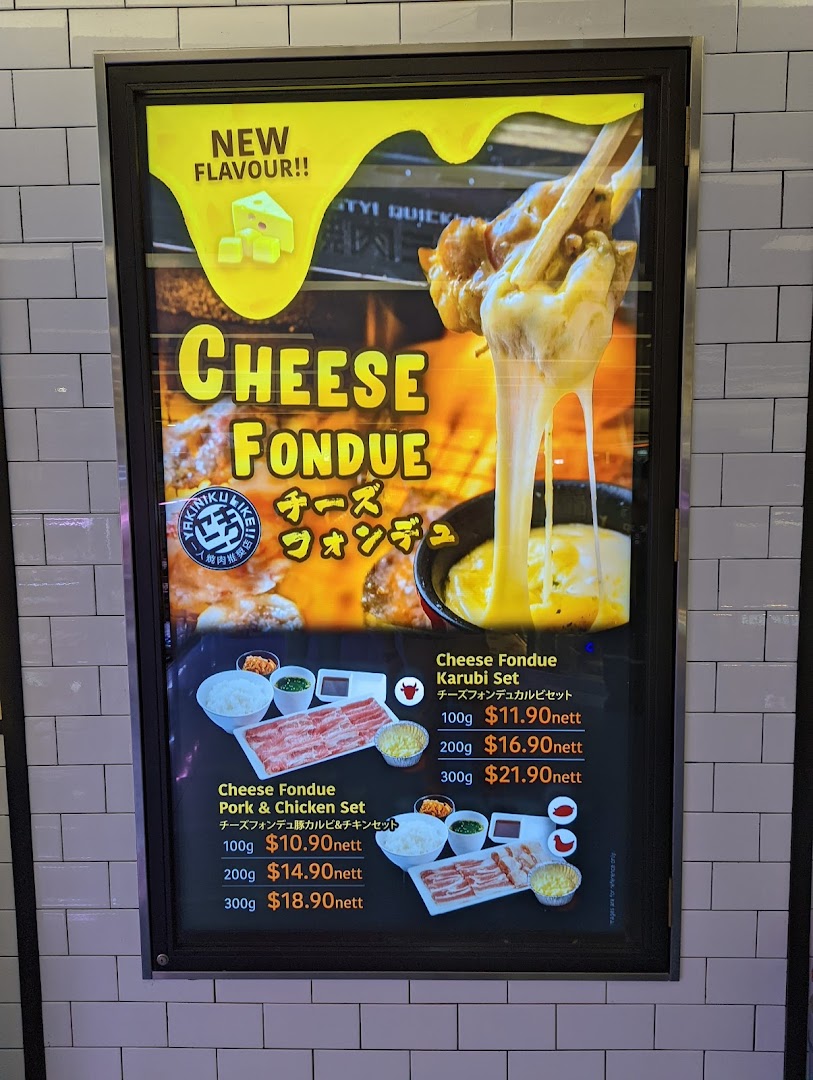 NEW
FLAVOUR!!
CHEESE
FONDUE
チーズ
フォンデュ
YAKINIKU LIKE!!
一人焼肉推奨店
Cheese Fondue
Karubi Set
チーズフォンデュカルビセット
100g $11.90nett
200g $16.90nett
300g $21.90nett
Cheese Fondue
Pork & Chicken Set
チーズフォンデュ豚カルビ&チキンセット
100g $10.90nett
200g $14.90nett
300g $18.90nett